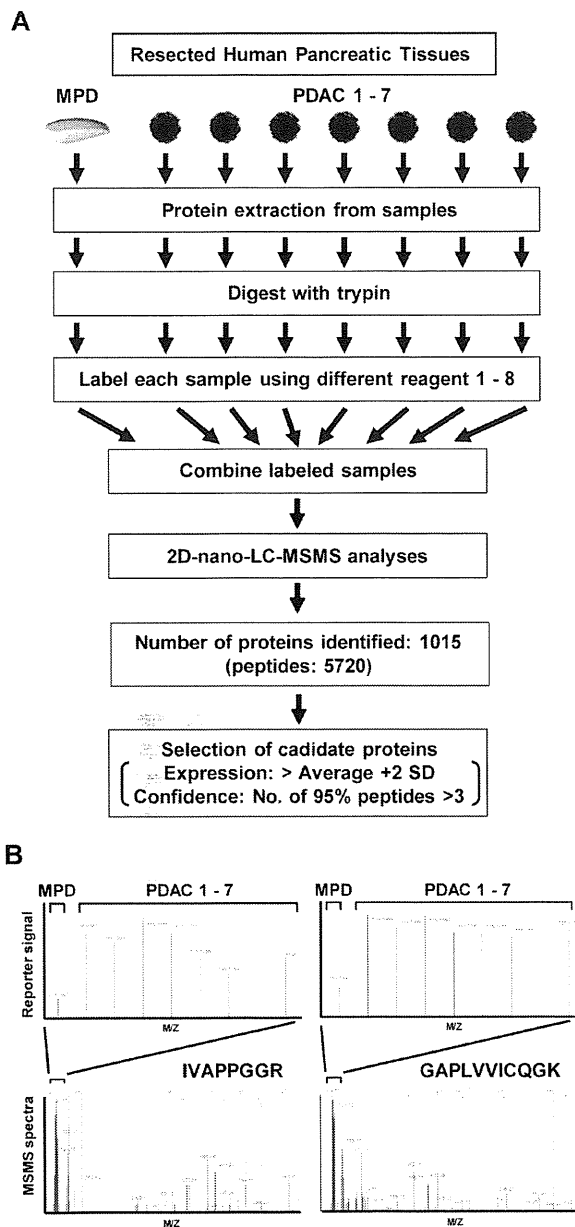 A
Resected Human Pancreatic Tissues
MPD
PDAC 1 - 7
Protein extraction from samples
Digest with trypin
Label each sample using different reagent 1 - 8
Combine labeled samples
2D-nano-LC-MSMS analyses
Number of proteins identified: 1015
(peptides: 5720)
Selection of cadidate proteins
Expression: > Average +2 SD
Confidence: No. of 95% peptides >3
B
MPD
PDAC 1 - 7
MPD
PDAC 1 - 7
Reporter signal
M/Z
M/Z
IVAPPGGR
GAPLVVICQGK
MSMS spectra
M/Z
M/Z